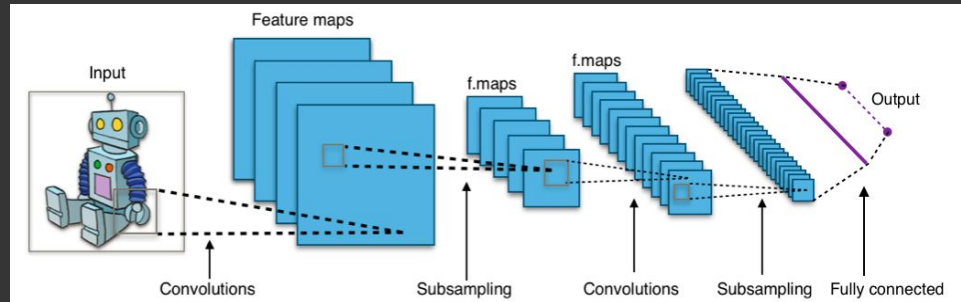 Feature maps
Input
f.maps
f.maps
Output
Convolutions
Subsampling
Convolutions
Subsampling
Fully connected